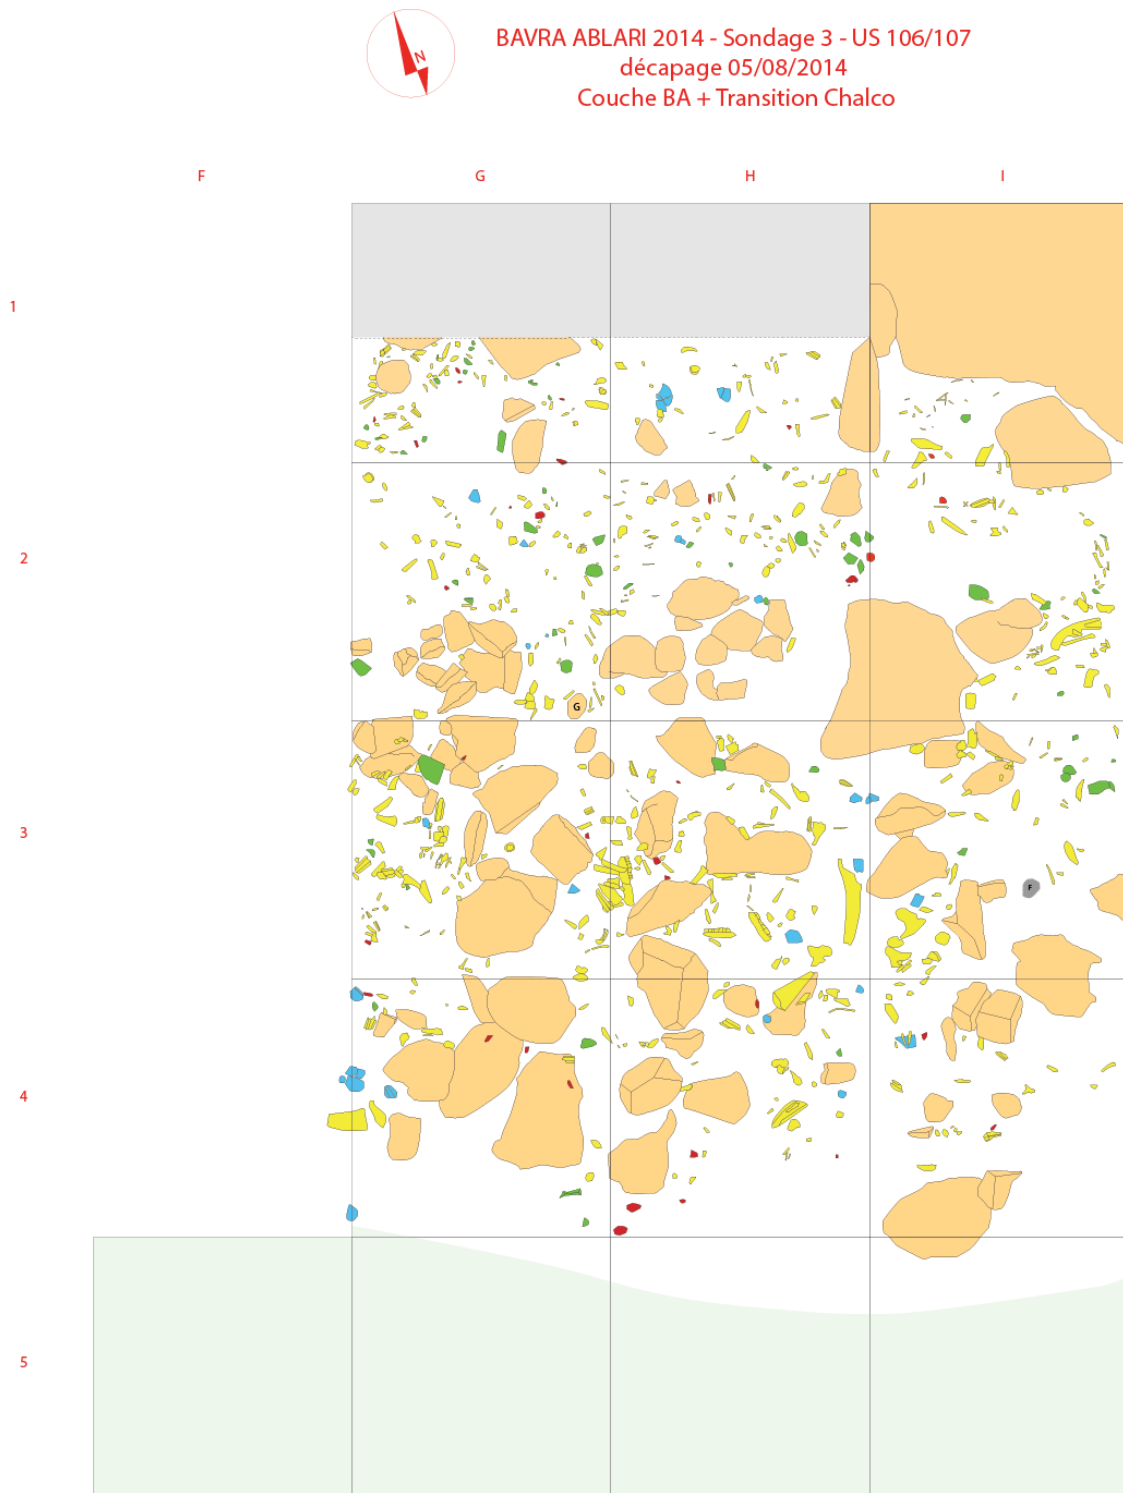 N
BAVRA ABLARI 2014 - Sondage 3 - US 106/107
décapage 05/08/2014
Couche BA + Transition Chalco
F G H I
1
2
G
3
F
4
5